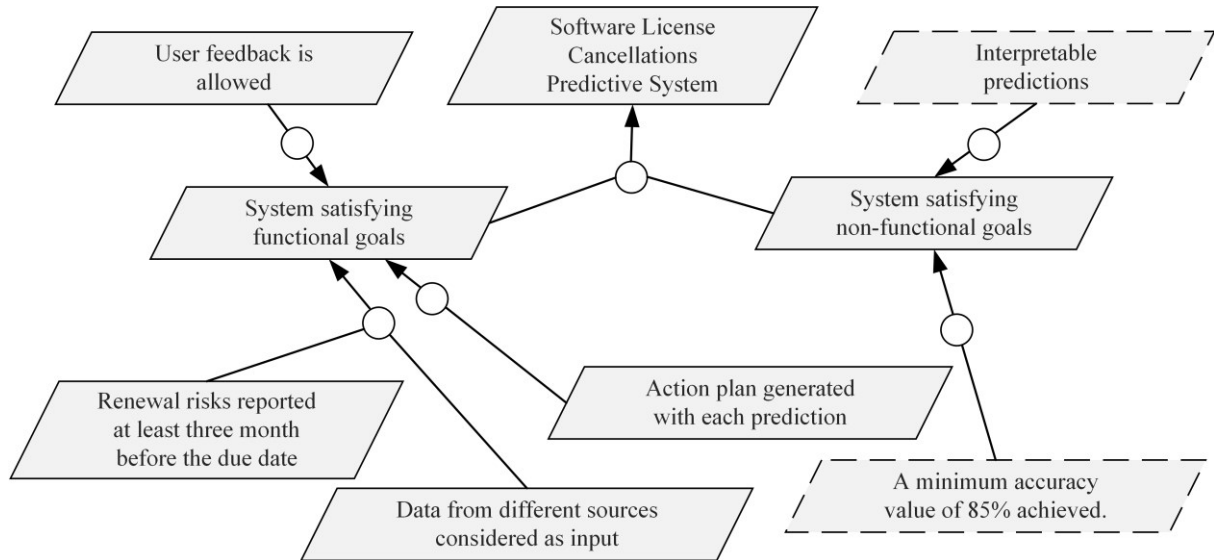 User feedback is
allowed
Software License
Cancellations
Predictive System
Interpretable
predictions
System satisfying
functional goals
System satisfying
non-functional goals
Renewal risks reported
at least three month
before the due date
Action plan generated
with each prediction
Data from different sources
considered as input
A minimum accuracy
value of 85% achieved.